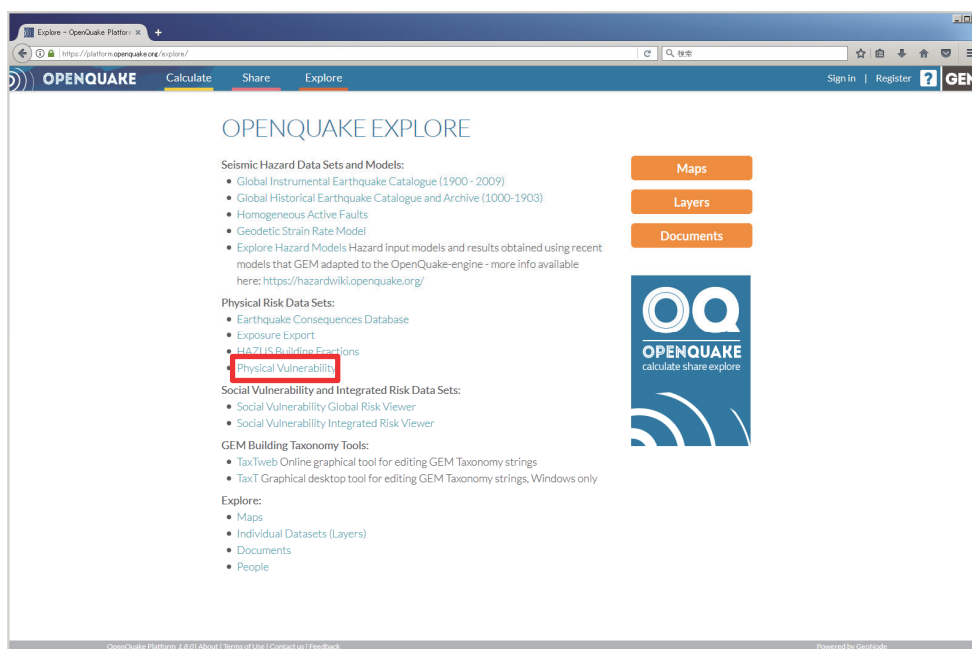 Explore - OpenQuake Platfor
https://platform.openquake.org/explore/
検索
OPENQUAKE Calculate Share Explore Sign in | Register ? GEM
OPENQUAKE EXPLORE
Seismic Hazard Data Sets and Models:
• Global Instrumental Earthquake Catalogue (1900 - 2009)
• Global Historical Earthquake Catalogue and Archive (1000-1903)
• Homogeneous Active Faults
• Geodetic Strain Rate Model
• Explore Hazard Models Hazard input models and results obtained using recent
models that GEM adapted to the OpenQuake-engine - more info available
here: https://hazardwiki.openquake.org/
Physical Risk Data Sets:
• Earthquake Consequences Database
• Exposure Export
• HAZUS Building Fractions
• Physical Vulnerability
Social Vulnerability and Integrated Risk Data Sets:
• Social Vulnerability Global Risk Viewer
• Social Vulnerability Integrated Risk Viewer
GEM Building Taxonomy Tools:
• TaxTweb Online graphical tool for editing GEM Taxonomy strings
• TaxT Graphical desktop tool for editing GEM Taxonomy strings, Windows only
Explore:
• Maps
• Individual Datasets (Layers)
• Documents
• People
Maps
Layers
Documents
OQ
OPENQUAKE
calculate share explore
OpenQuake Platform 1.8.0 | About | Terms of Use | Contact us | Feedback
Powered by GeoNode